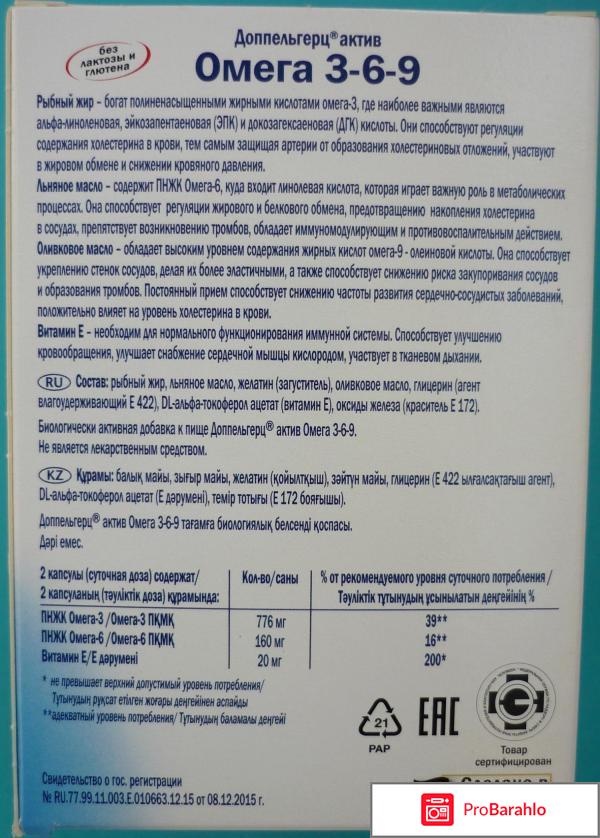 без
лактозы и
глютена
Доппельгерц® актив
Омега 3-6-9
Рыбный жир – богат полиненасыщенными жирными кислотами омега-3, где наиболее важными являются
альфа-линоленовая, эйкозапентаеновая (ЭПК) и докозагексаеновая (ДГК) кислоты. Они способствуют регуляции
содержания холестерина в крови, тем самым защищая артерии от образования холестериновых отложений, участвуют
в жировом обмене и снижении кровяного давления.
Льняное масло – содержит ПНЖК Омега-6, куда входит линолевая кислота, которая играет важную роль в метаболических
процессах. Она способствует регуляции жирового и белкового обмена, предотвращению накопления холестерина
в сосудах, препятствует возникновению тромбов, обладает иммуномодулирующим и противовоспалительным действием.
Оливковое масло – обладает высоким уровнем содержания жирных кислот омега-9 - олеиновой кислоты. Она способствует
укреплению стенок сосудов, делая их более эластичными, а также способствует снижению риска закупоривания сосудов
и образования тромбов. Постоянный прием способствует снижению частоты развития сердечно-сосудистых заболеваний,
положительно влияет на уровень холестерина в крови.
Витамин Е – необходим для нормального функционирования иммунной системы. Способствует улучшению
кровообращения, улучшает снабжение сердечной мышцы кислородом, участвует в тканевом дыхании.
RU Состав: рыбный жир, льняное масло, желатин (загуститель), оливковое масло, глицерин (агент
влагоудерживающий Е 422), DL-альфа-токоферол ацетат (витамин Е), оксиды железа (краситель Е 172).
Биологически активная добавка к пище Доппельгерц® актив Омега 3-6-9.
Не является лекарственным средством.
KZ Құрамы: балық майы, зығыр майы, желатин (қойылтқыш), зәйтүн майы, глицерин (Е 422 ылғалсақтағыш агент),
DL-альфа-токоферол ацетат (Е дәрумені), темір тотығы (Е 172 бояғышы).
Доппельгерц® актив Омега 3-6-9 тағамға биологиялық белсенді қоспасы.
Дәрі емес.
2 капсулы (суточная доза) содержат/ Кол-во/саны % от рекомендуемого уровня суточного потребления /
2 капсуланың (тәуліктік доза) құрамында: Тәуліктік тұтынудың ұсынылатын деңгейінің %
ПНЖК Омега-3 /Омега-3 ПҚМҚ 776 мг 39**
ПНЖК Омега-6 /Омега-6 ПҚМҚ 160 мг 16**
Витамин Е/Е дәрумені 20 мг 200*
* не превышает верхний допустимый уровень потребления/
Тұтынудың рұқсат етілген жоғары деңгейінен аспайды
**адекватный уровень потребления/ Тұтынудың баламалы деңгейі
21
PAP
EAC
Товар
сертифицирован
Свидетельство о гос. регистрации
№ RU.77.99.11.003.Е.010663.12.15 от 08.12.2015 г.
ProBarahlo